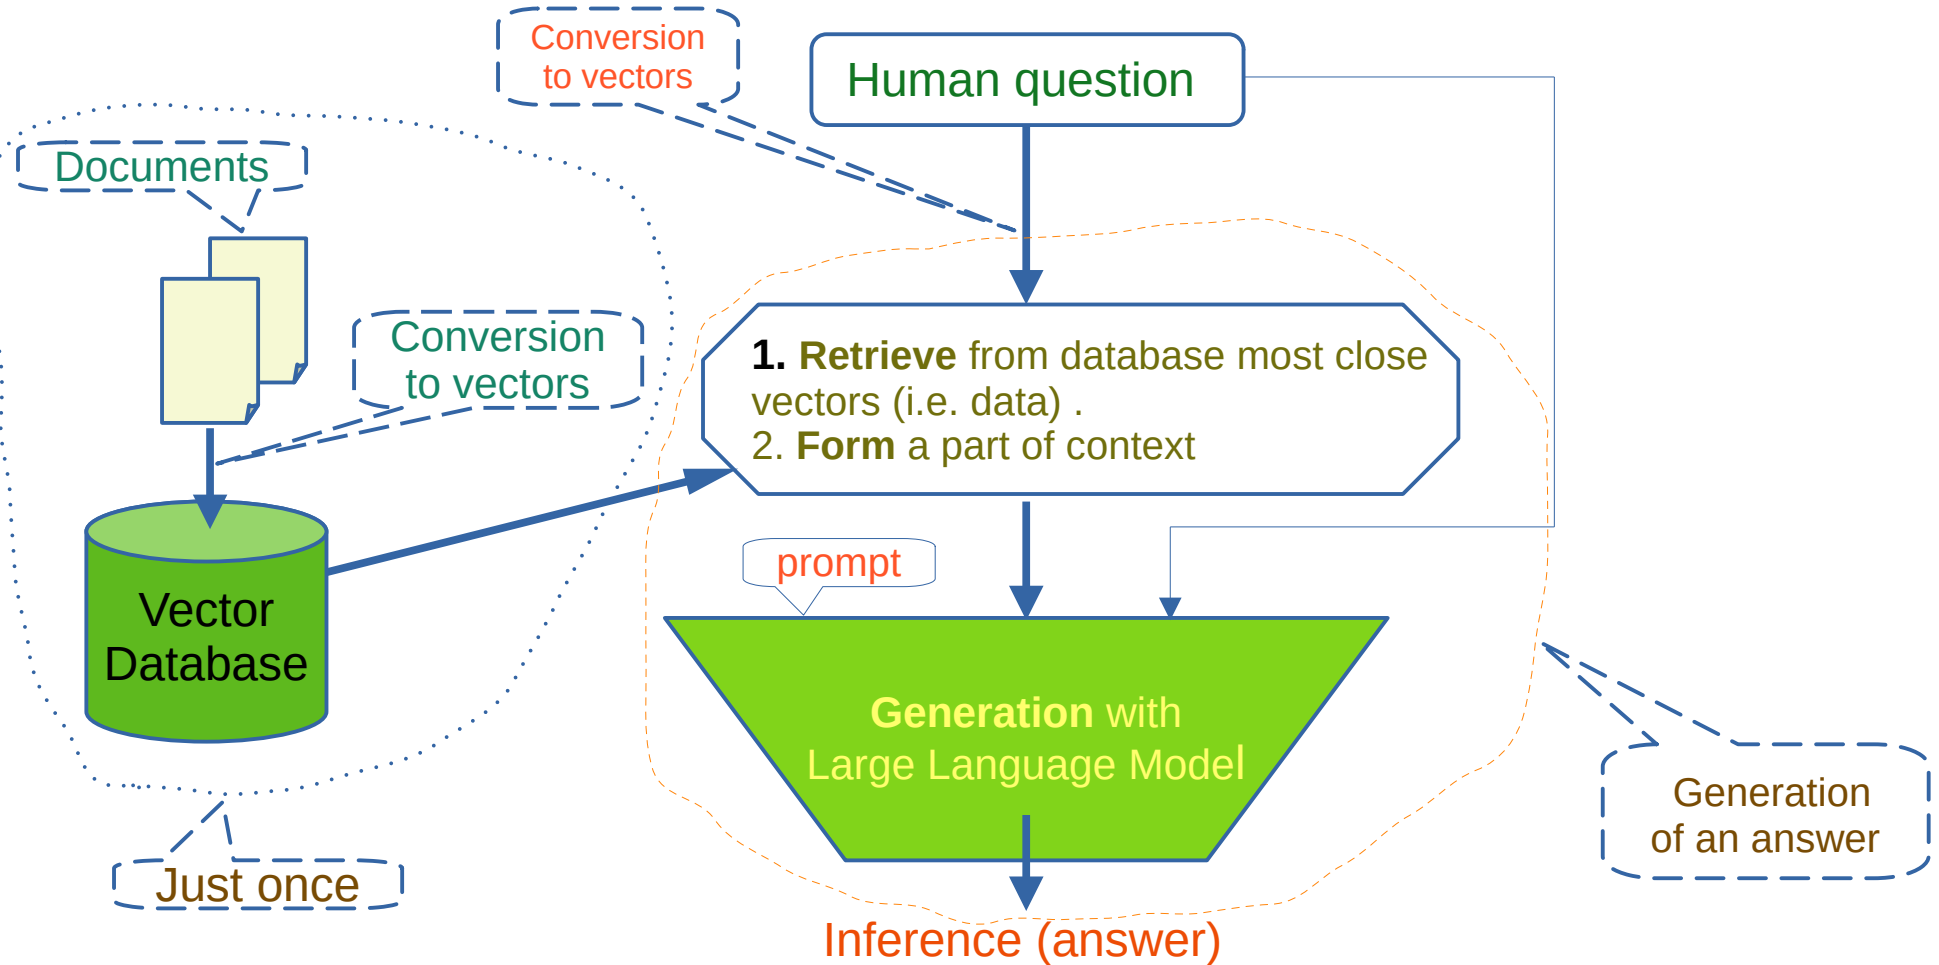 Conversion
to vectors
Human question
Documents
Conversion
to vectors
1. Retrieve from database most close
vectors (i.e. data) .
2. Form a part of context
prompt
Vector
Database
Generation with
Large Language Model
Generation
of an answer
Just once
Inference (answer)